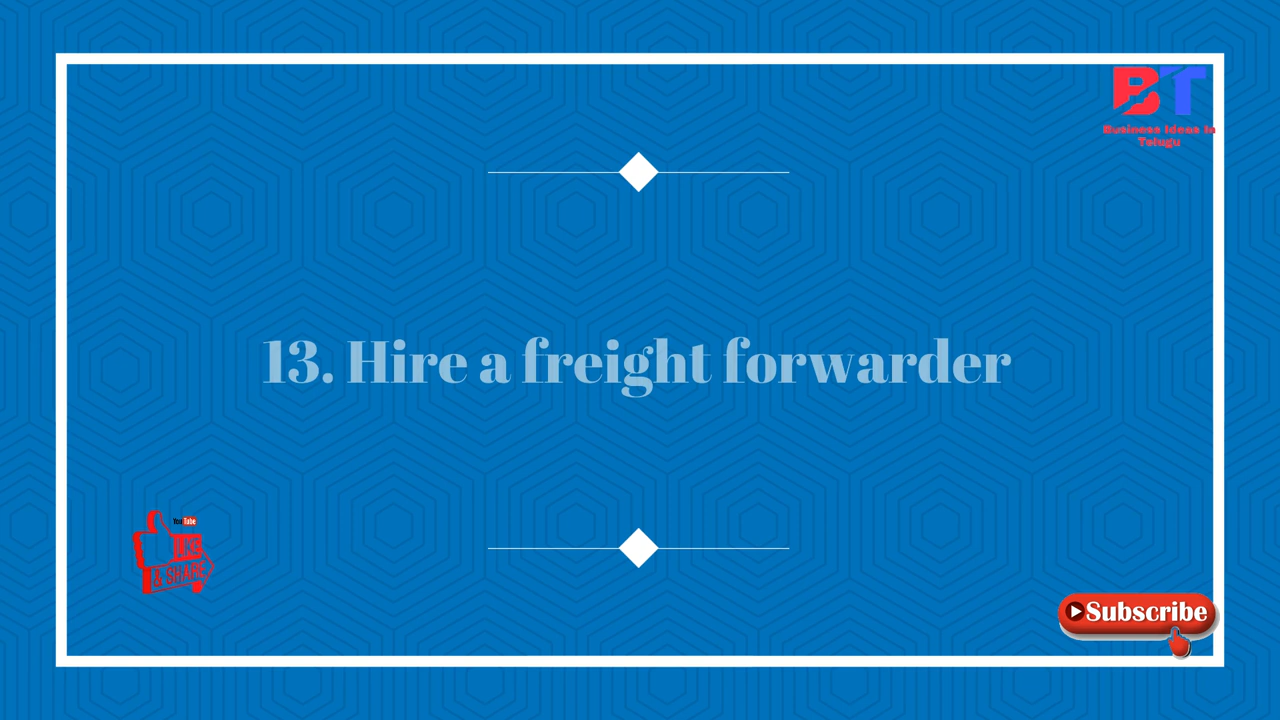 BT
Business Ideas In
Telugu
13. Hire a freight forwarder
YouTube
LIKE
& SHARE
Subscribe